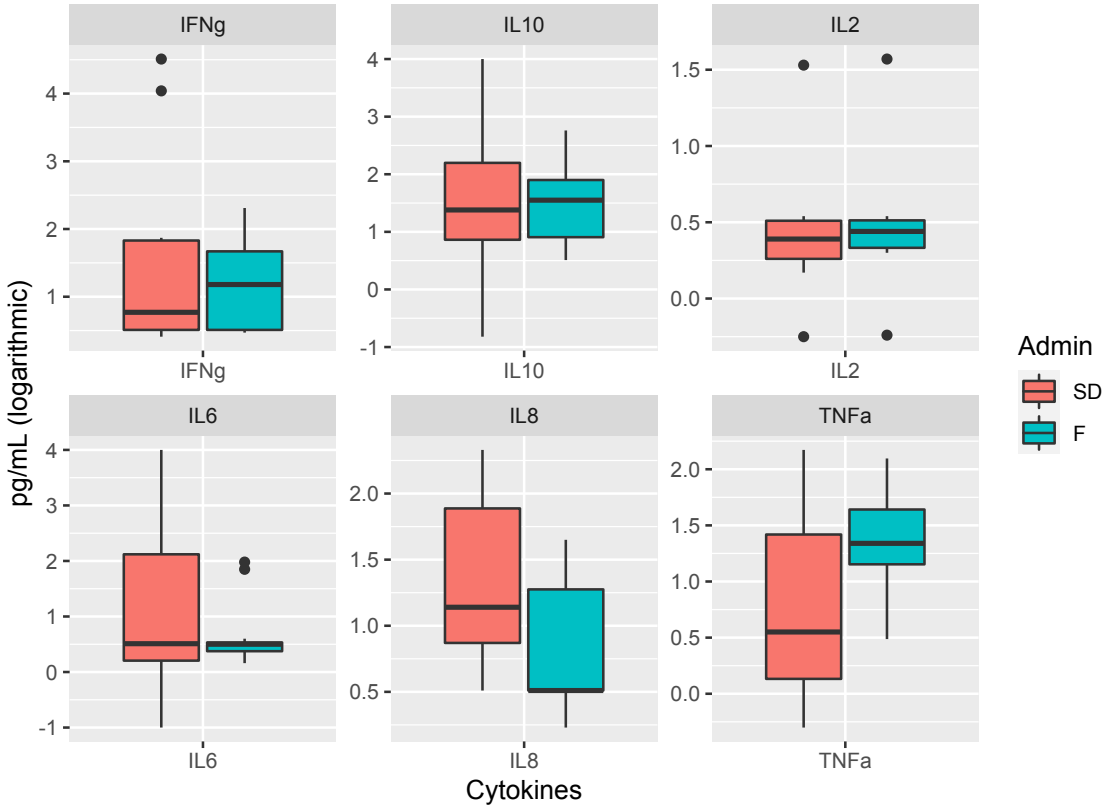 IFNg
IL10
IL2
4
3
2
1
4
3
2
1
0
-1
1.5
1.0
0.5
0.0
IFNg
IL10
IL2
pg/mL (logarithmic)
Admin
SD
F
IL6
IL8
TNFa
4
3
2
1
0
-1
2.0
1.5
1.0
0.5
2.0
1.5
1.0
0.5
0.0
IL6
IL8
TNFa
Cytokines